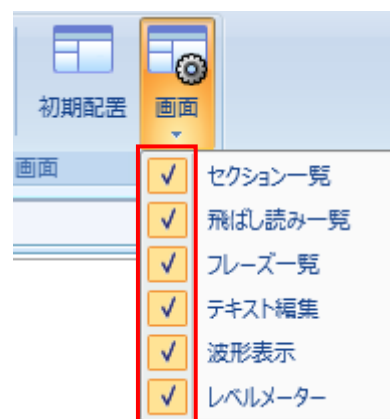 初期配置
画面
画面
セクション一覧
飛ばし読み一覧
フレーズ一覧
テキスト編集
波形表示
レベルメーター